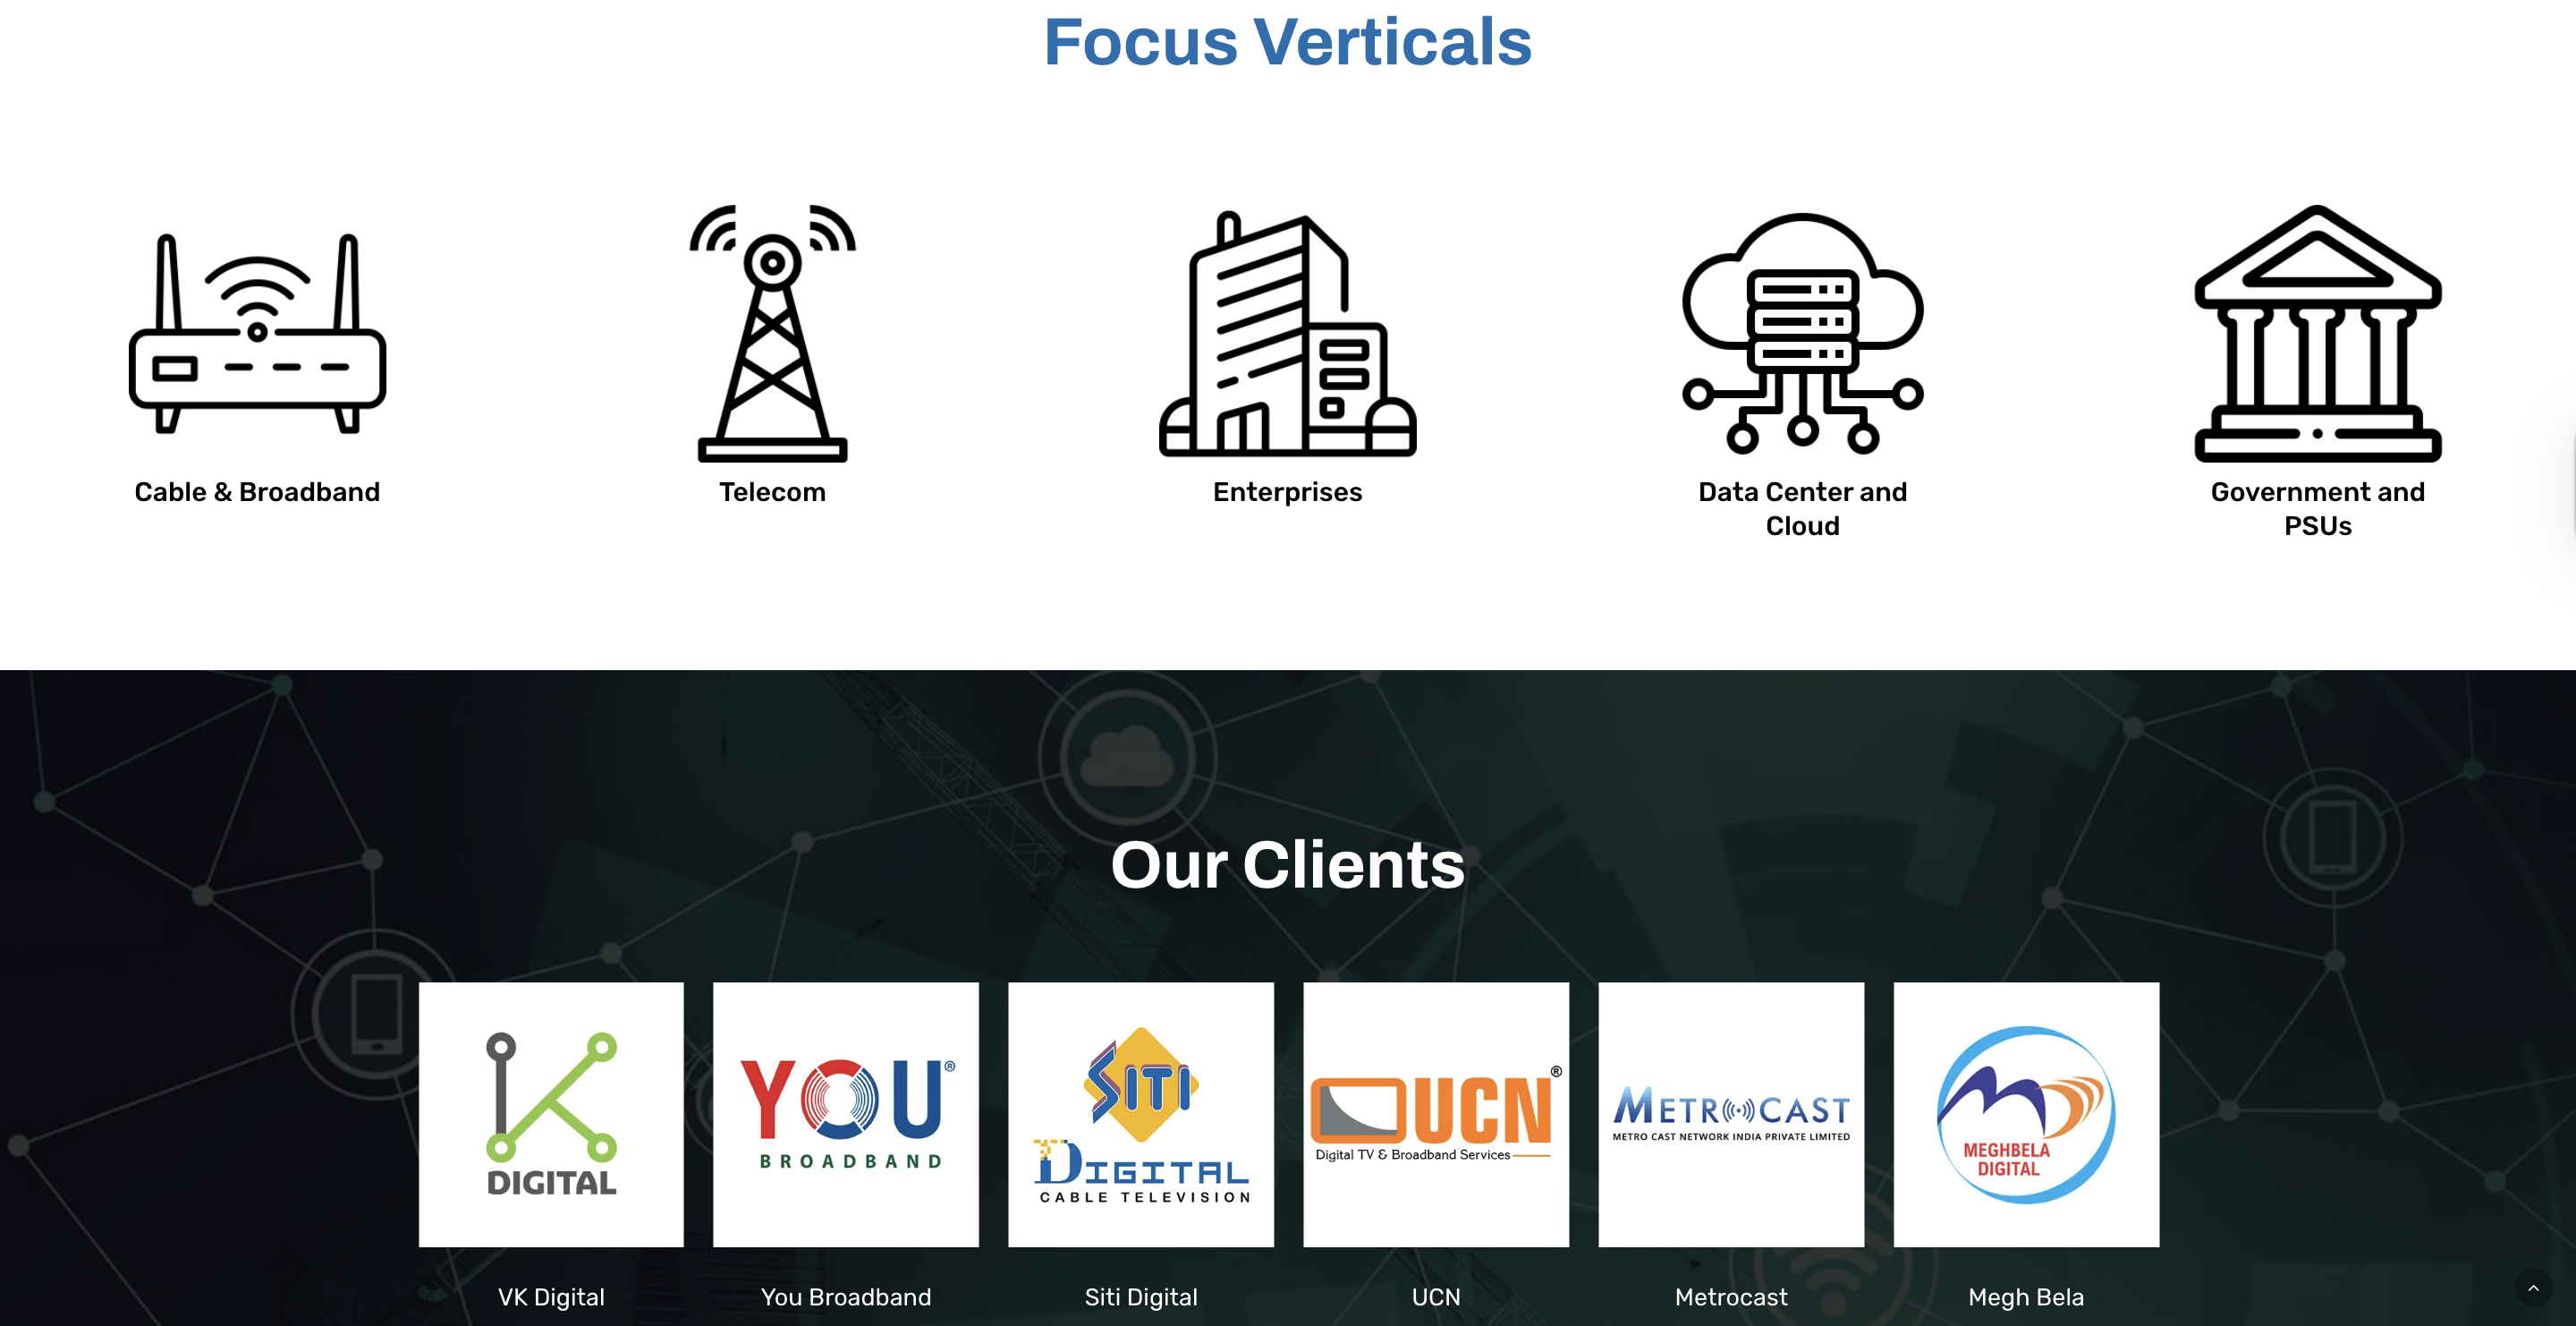 Focus Verticals
Cable & Broadband
Telecom
Enterprises
Data Center and
Cloud
Government and
PSUs
Our Clients
DIGITAL
YOU®
BROADBAND
SITI
DIGITAL
CABLE TELEVISION
UCN®
Digital TV & Broadband Services
METROCAST
METRO CAST NETWORK INDIA PRIVATE LIMITED
MEGHBELA
DIGITAL
VK Digital
You Broadband
Siti Digital
UCN
Metrocast
Megh Bela